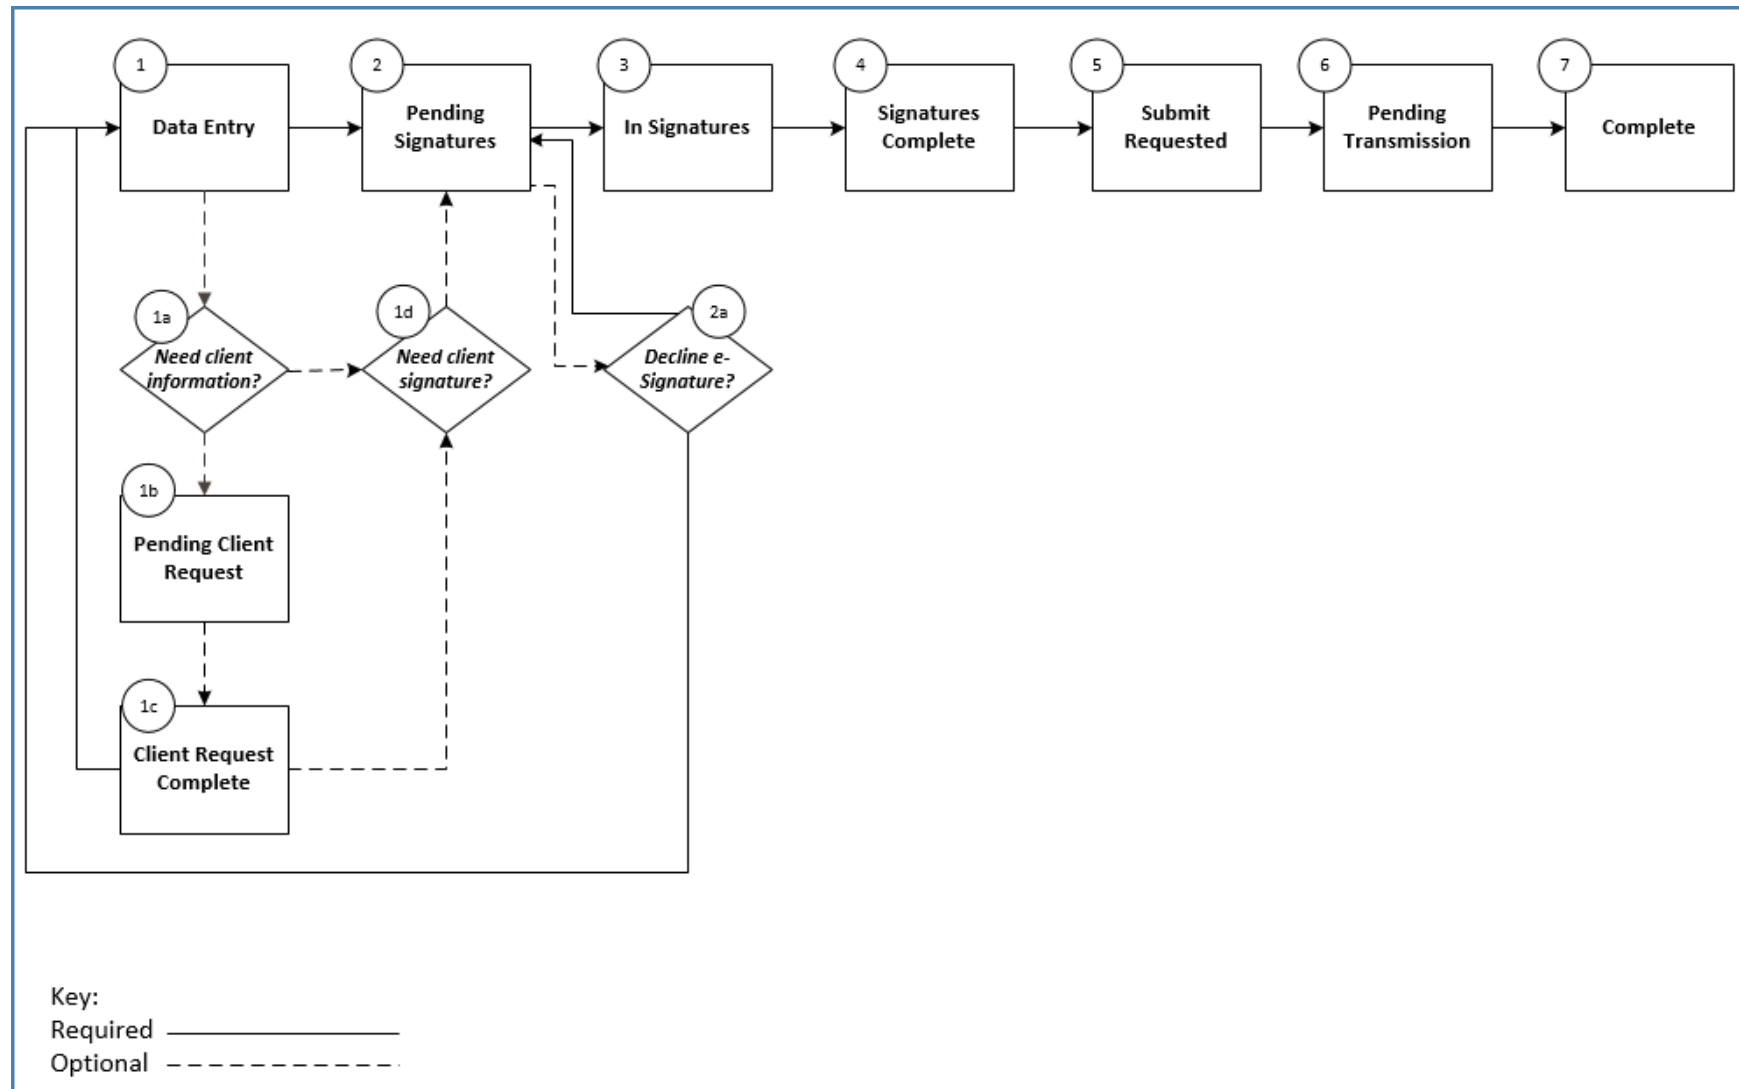 1
Data Entry
2
Pending
Signatures
3
In Signatures
4
Signatures
Complete
5
Submit
Requested
6
Pending
Transmission
7
Complete
1a
Need client
information?
1d
Need client
signature?
2a
Decline e-
Signature?
1b
Pending Client
Request
1c
Client Request
Complete
Key:
Required
Optional